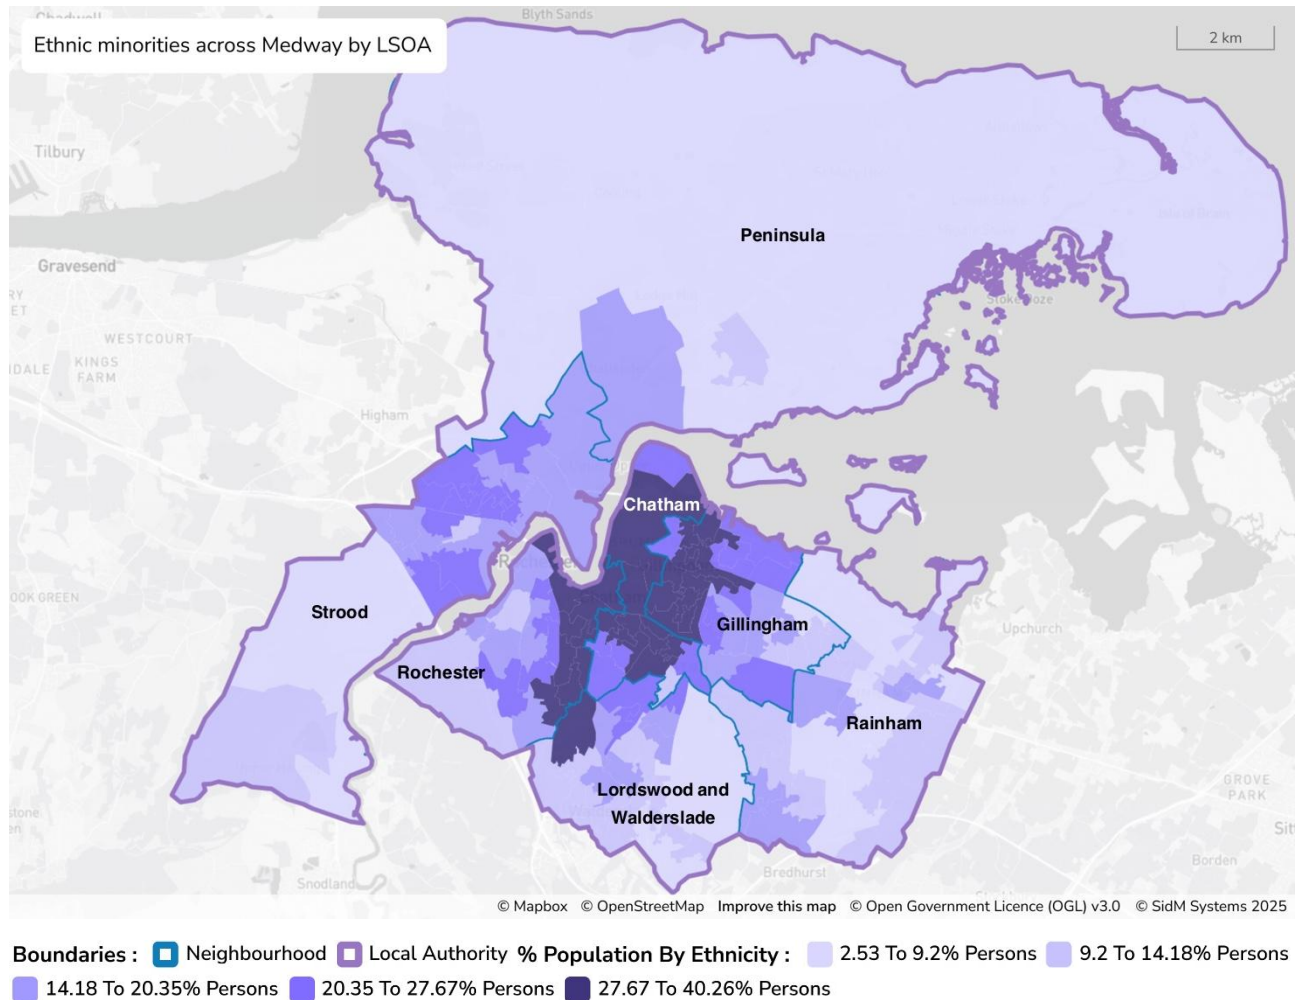 Chadwell
Blyth Sands
Ethnic minorities across Medway by LSOA
2 km
Tilbury
Peninsula
Gravesend
WESTCOURT
KINGS
FARM
Higham
Chatham
Strood
Gillingham
Upchurch
Rochester
Rainham
Lordswood and
Walderslade
GROVE
PARK
Snodland
Bredhurst
Borden
© Mapbox © OpenStreetMap Improve this map © Open Government Licence (OGL) v3.0 © SidM Systems 2025
Boundaries : Neighbourhood Local Authority % Population By Ethnicity : 2.53 To 9.2% Persons 9.2 To 14.18% Persons
14.18 To 20.35% Persons 20.35 To 27.67% Persons 27.67 To 40.26% Persons